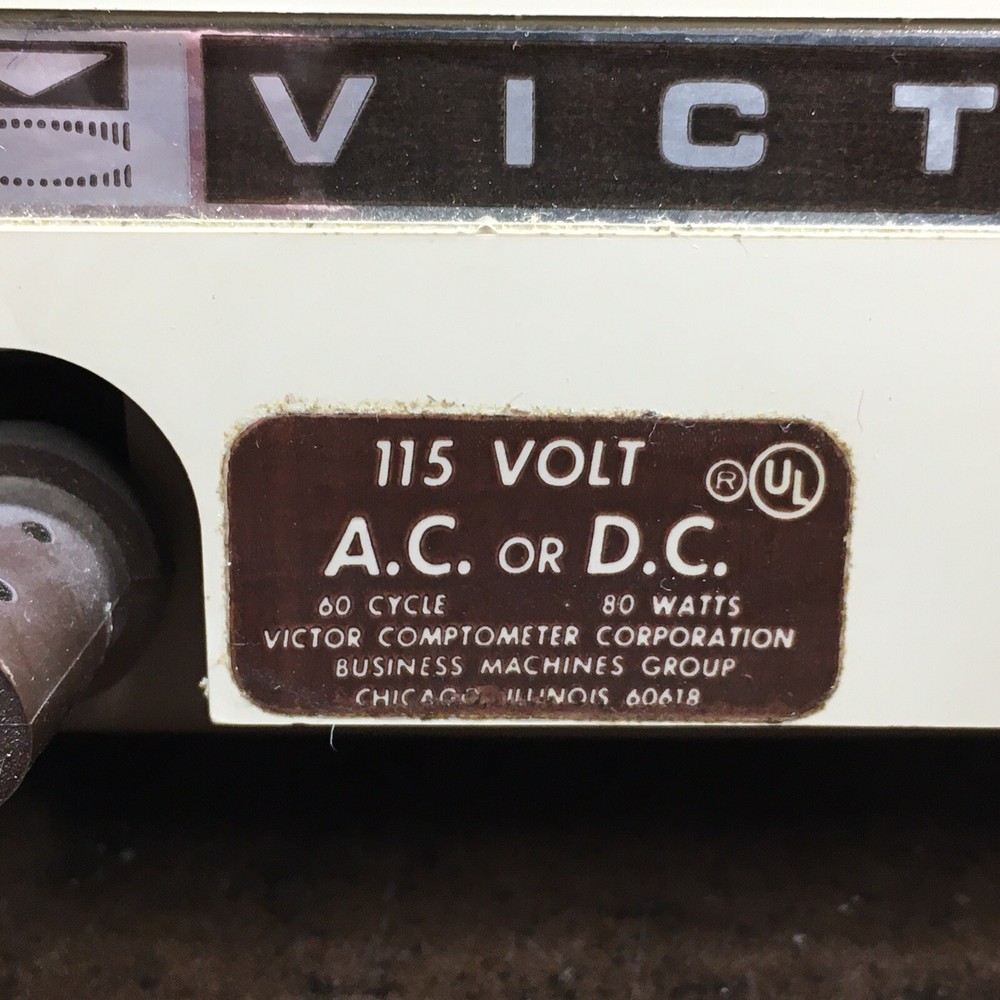 VICT
115 VOLT
® UL
A.C. OR D.C.
60 CYCLE 80 WATTS
VICTOR COMPTOMETER CORPORATION
BUSINESS MACHINES GROUP
CHICAGO, ILLINOIS 60618